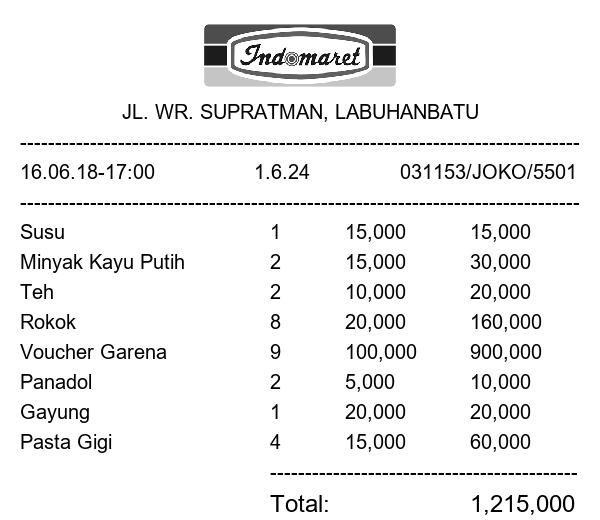 Indomaret
JL. WR. SUPRATMAN, LABUHANBATU
--------------------------------------------------------------------------------
16.06.18-17:00 1.6.24 031153/JOKO/5501
--------------------------------------------------------------------------------
Susu 1 15,000 15,000
Minyak Kayu Putih 2 15,000 30,000
Teh 2 10,000 20,000
Rokok 8 20,000 160,000
Voucher Garena 9 100,000 900,000
Panadol 2 5,000 10,000
Gayung 1 20,000 20,000
Pasta Gigi 4 15,000 60,000
--------------------------------------------
Total: 1,215,000